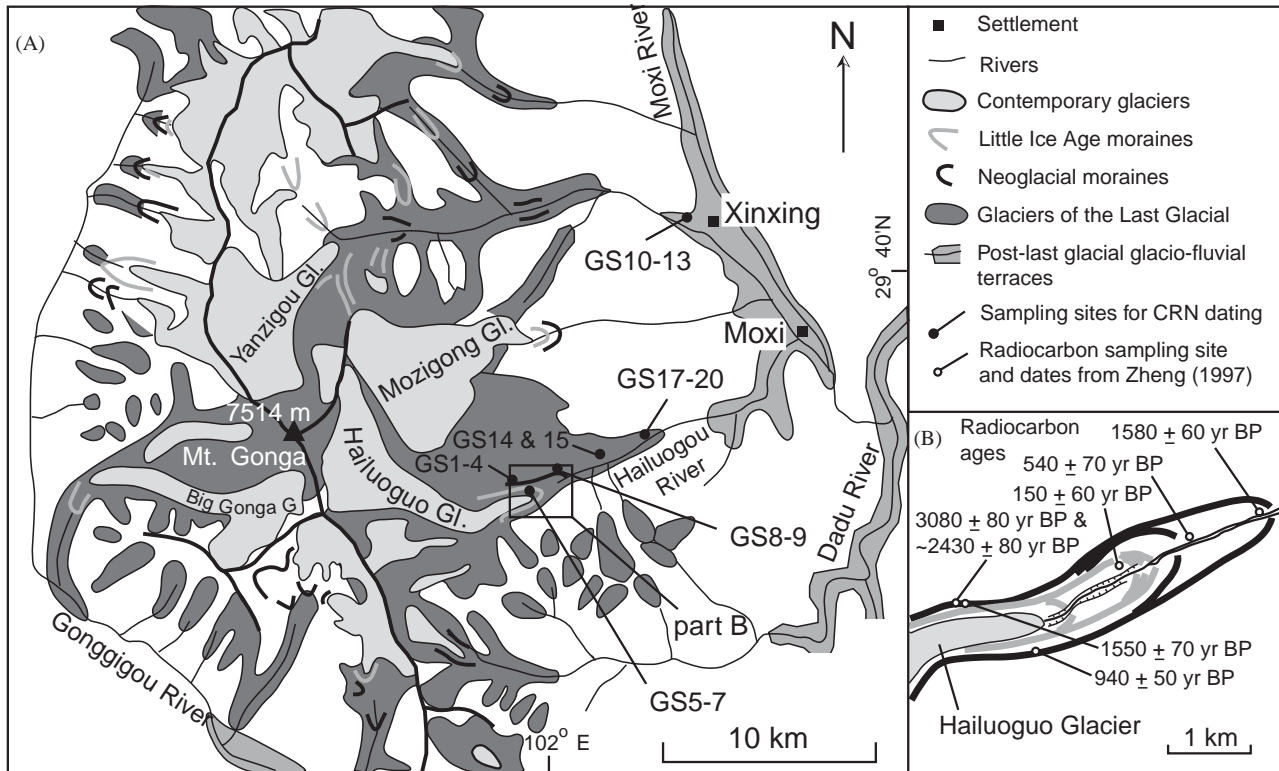 (A)
N
Moxi River
Xinxing
GS10-13
29° 40'N
Yanzigou Gl.
Mozigong Gl.
Moxi
GS17-20
7514 m
Mt. Gonga
GS14 & 15
GS1-4
Hailuoguo Gl.
Hailuogou
River
Big Gonga G
Dadu River
GS8-9
part B
GS5-7
Gonggigou River
102° E
10 km
Settlement
Rivers
Contemporary glaciers
Little Ice Age moraines
Neoglacial moraines
Glaciers of the Last Glacial
Post-last glacial glacio-fluvial
terraces
Sampling sites for CRN dating
Radiocarbon sampling site
and dates from Zheng (1997)
(B)
Radiocarbon
ages
1580 ± 60 yr BP
540 ± 70 yr BP
150 ± 60 yr BP
3080 ± 80 yr BP &
~2430 ± 80 yr BP
1550 ± 70 yr BP
940 ± 50 yr BP
Hailuoguo Glacier
1 km